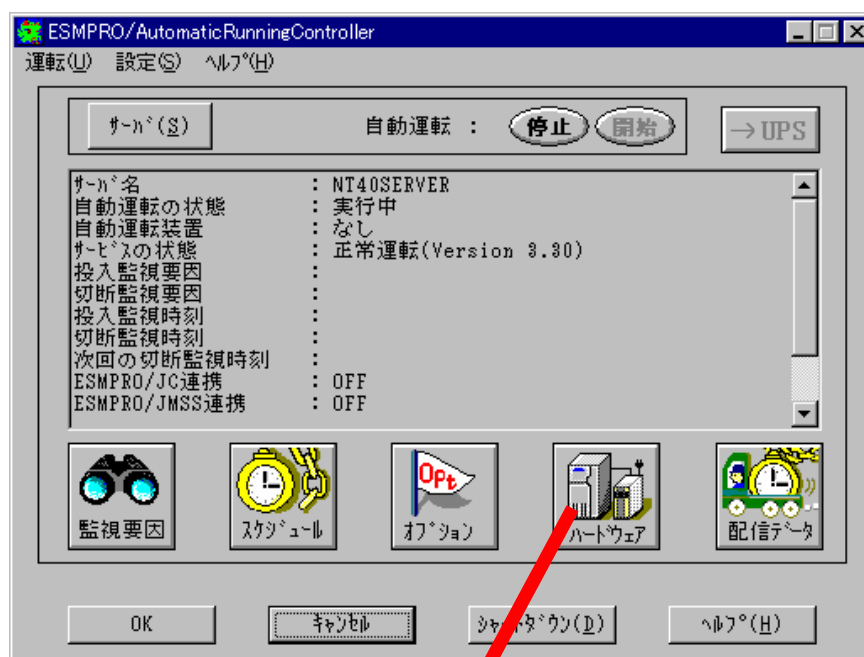 ESMPRO/AutomaticRunningController
運転(U) 設定(S) ヘルプ(H)
サーバ(S) 自動運転 : 停止 開始 →UPS
サーバ名 : NT40SERVER
自動運転の状態 : 実行中
自動運転装置 : なし
サービスの状態 : 正常運転(Version 3.30)
投入監視要因 :
切断監視要因 :
投入監視時刻 :
切断監視時刻 :
次回の切断監視時刻 :
ESMPRO/JC連携 : OFF
ESMPRO/JMSS連携 : OFF
Opt
監視要因 スケジュール オプション ハードウェア 配信データ
OK キャンセル シャットダウン(D) ヘルプ(H)